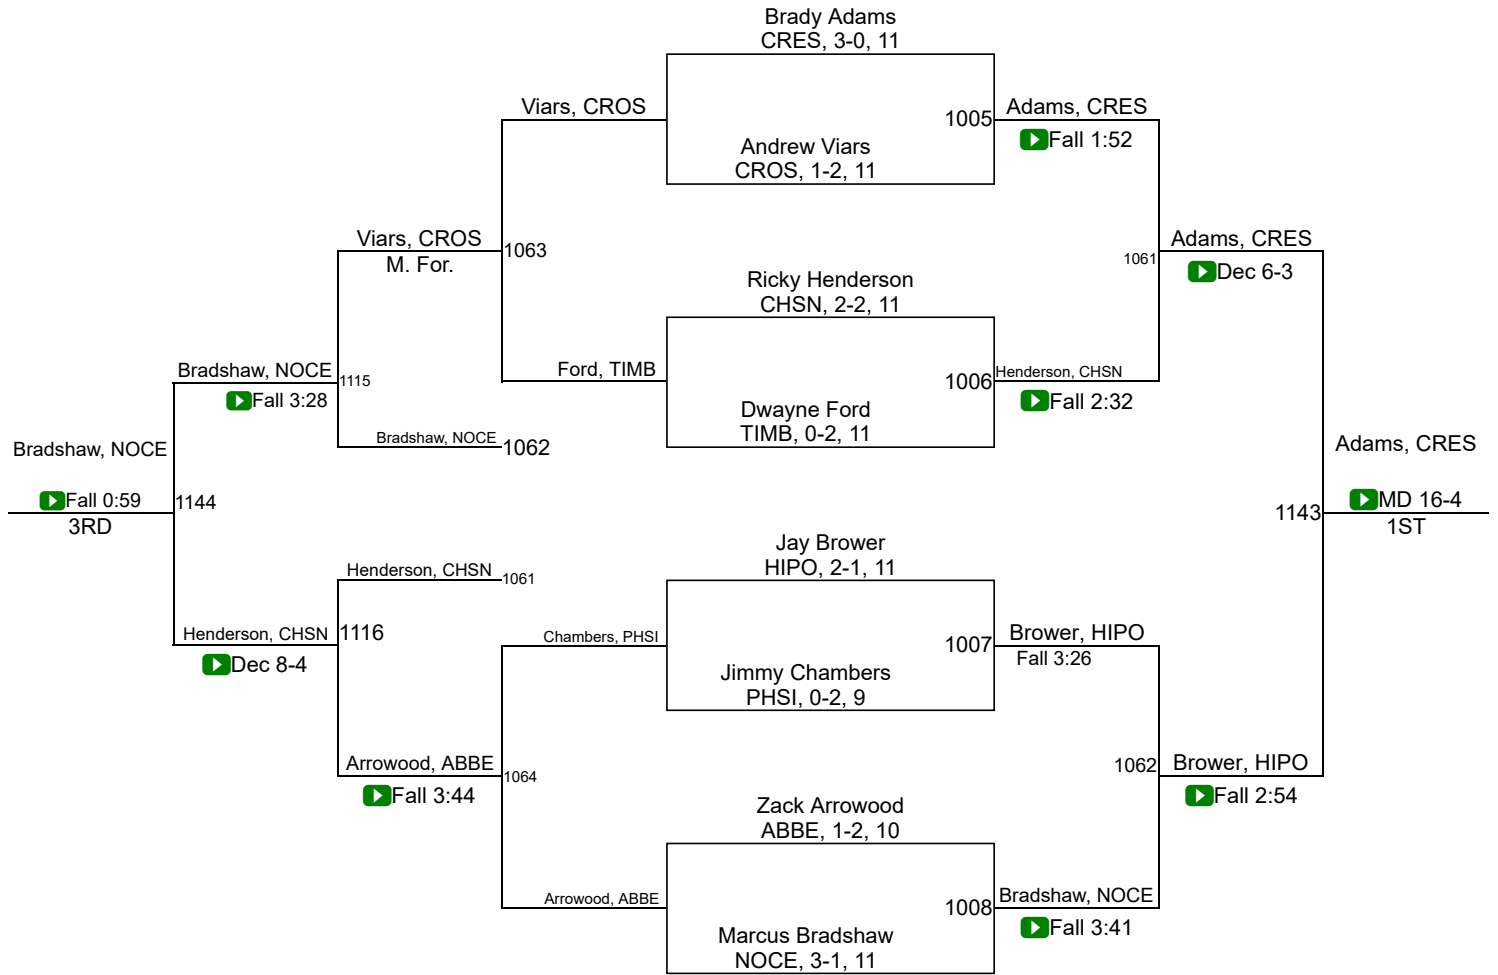 Brady Adams
CRES, 3-0, 11
Viars, CROS
1005
Adams, CRES
Fall 1:52
Andrew Viars
CROS, 1-2, 11
Viars, CROS
M. For.
1063
1061
Adams, CRES
Dec 6-3
Ricky Henderson
CHSN, 2-2, 11
Bradshaw, NOCE
Fall 3:28
1115
Ford, TIMB
1006
Henderson, CHSN
Fall 2:32
Dwayne Ford
TIMB, 0-2, 11
Bradshaw, NOCE
1062
Bradshaw, NOCE
Fall 0:59
3RD
1144
Adams, CRES
1143
MD 16-4
1ST
Jay Brower
HIPO, 2-1, 11
Henderson, CHSN
1061
Henderson, CHSN
Dec 8-4
1116
Chambers, PHSI
1007
Brower, HIPO
Fall 3:26
Jimmy Chambers
PHSI, 0-2, 9
Arrowood, ABBE
Fall 3:44
1064
1062
Brower, HIPO
Fall 2:54
Zack Arrowood
ABBE, 1-2, 10
Arrowood, ABBE
1008
Bradshaw, NOCE
Fall 3:41
Marcus Bradshaw
NOCE, 3-1, 11